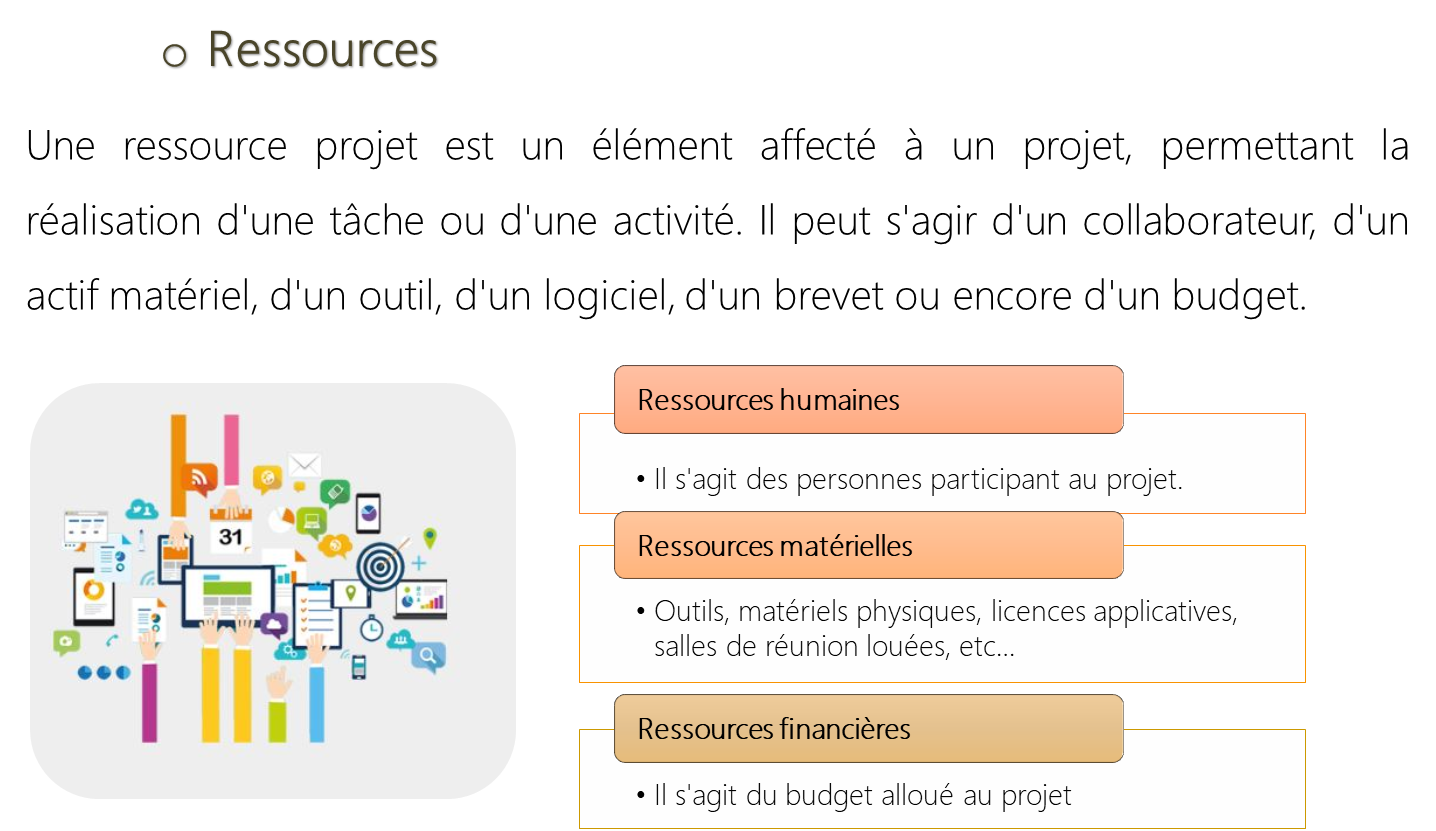 o Ressources
Une ressource projet est un élément affecté à un projet, permettant la
réalisation d'une tâche ou d'une activité. Il peut s'agir d'un collaborateur, d'un
actif matériel, d'un outil, d'un logiciel, d'un brevet ou encore d'un budget.
31
Ressources humaines
• Il s'agit des personnes participant au projet.
Ressources matérielles
• Outils, matériels physiques, licences applicatives,
salles de réunion louées, etc…
Ressources financières
• Il s'agit du budget alloué au projet